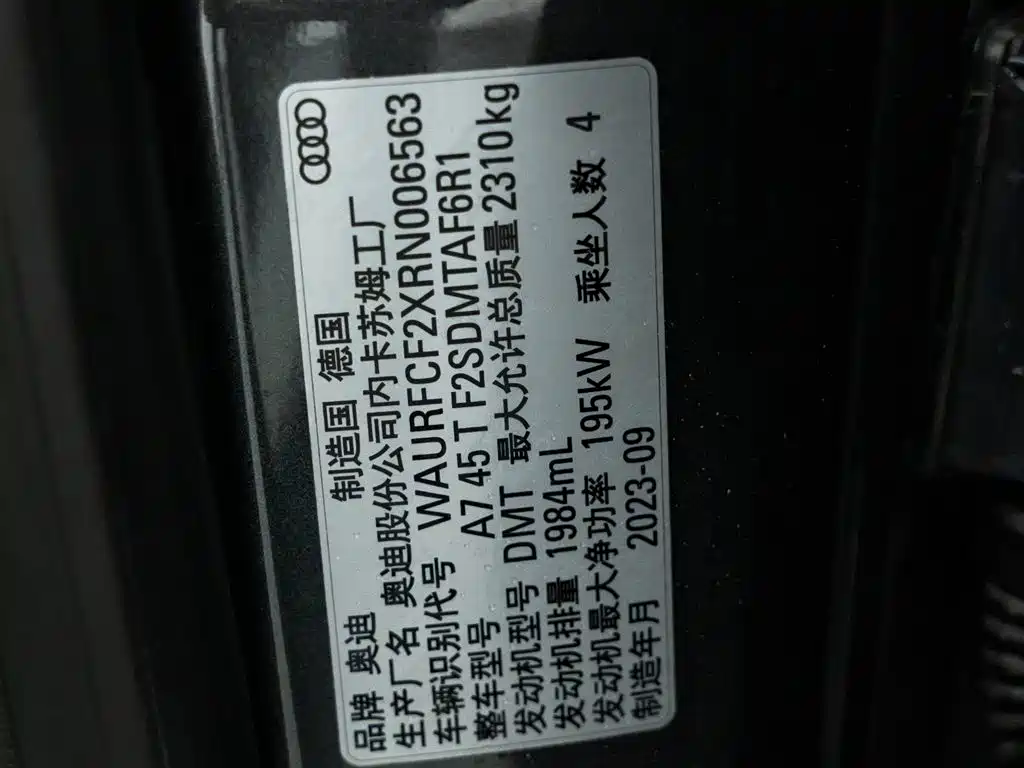 品牌 奥迪 制造国 德国
生产厂名 奥迪股份公司内卡苏姆工厂
车辆识别代号 WAURFCF2XRN006563
整车型号 A7 45 T F2SDMTAF6R1
发动机型号 DMT 最大允许总质量 2310kg
发动机排量 1984mL
发动机最大净功率 195kW 乘坐人数 4
制造年月 2023-09